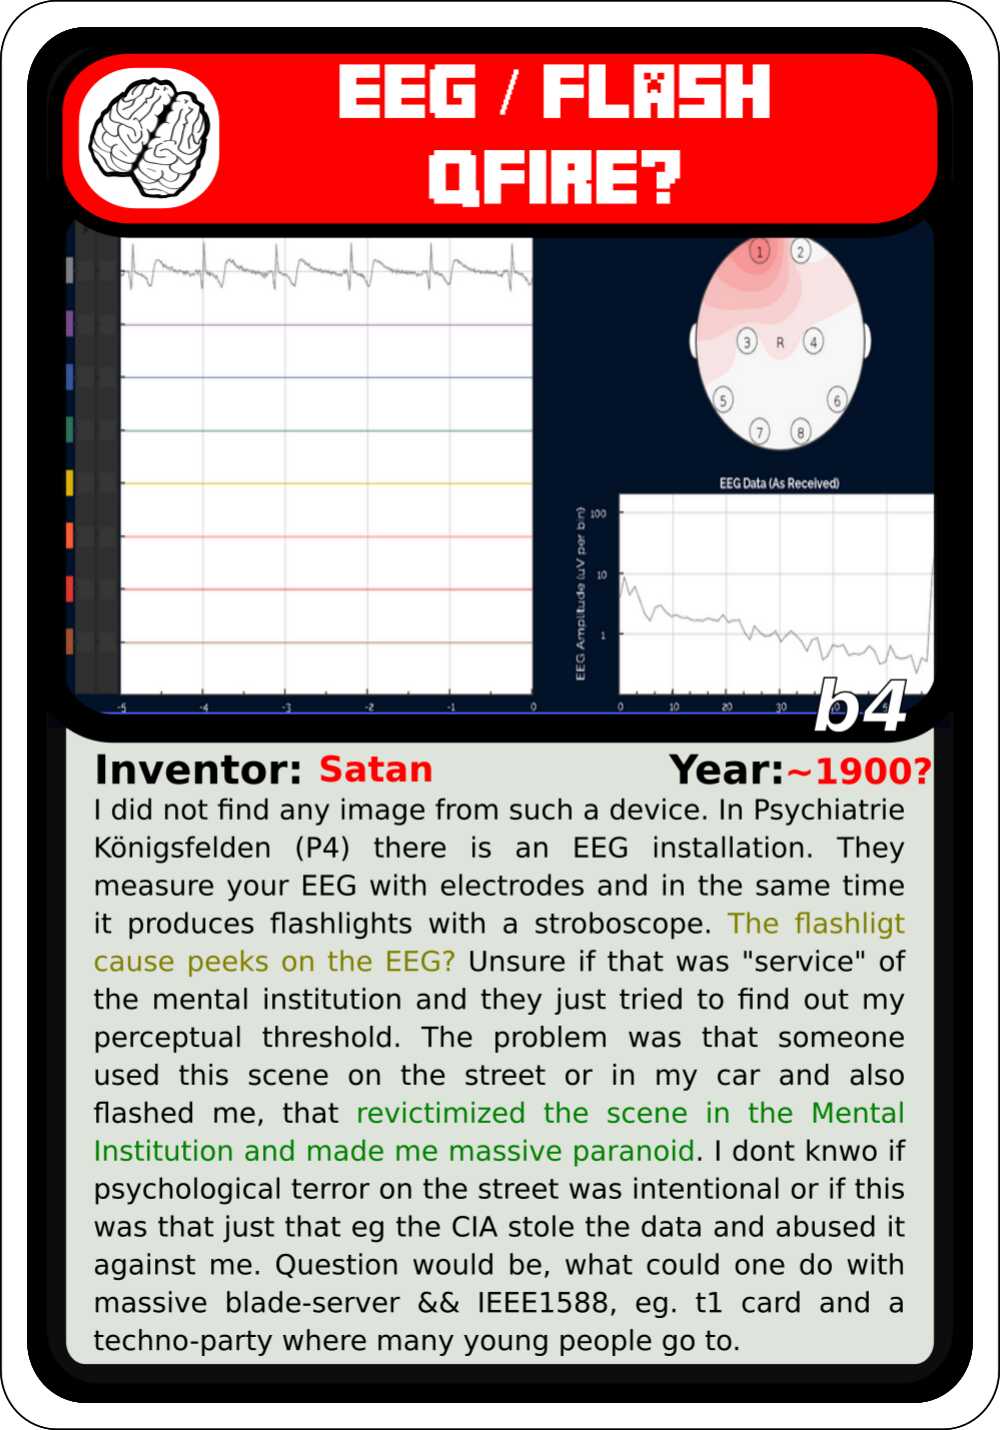 EEG / FLASH
QFIRE?
1 2
3 R 4
5 6
7 8
EEG Data (As Received)
EEG Amplitude (uV per bin)
100
10
1
-5 -4 -3 -2 -1 0
0 10 20 30
b4
Inventor: Satan Year:~1900?
I did not find any image from such a device. In Psychiatrie
Königsfelden (P4) there is an EEG installation. They
measure your EEG with electrodes and in the same time
it produces flashlights with a stroboscope. The flashligt
cause peeks on the EEG? Unsure if that was "service" of
the mental institution and they just tried to find out my
perceptual threshold. The problem was that someone
used this scene on the street or in my car and also
flashed me, that revictimized the scene in the Mental
Institution and made me massive paranoid. I dont knwo if
psychological terror on the street was intentional or if this
was that just that eg the CIA stole the data and abused it
against me. Question would be, what could one do with
massive blade-server && IEEE1588, eg. t1 card and a
techno-party where many young people go to.